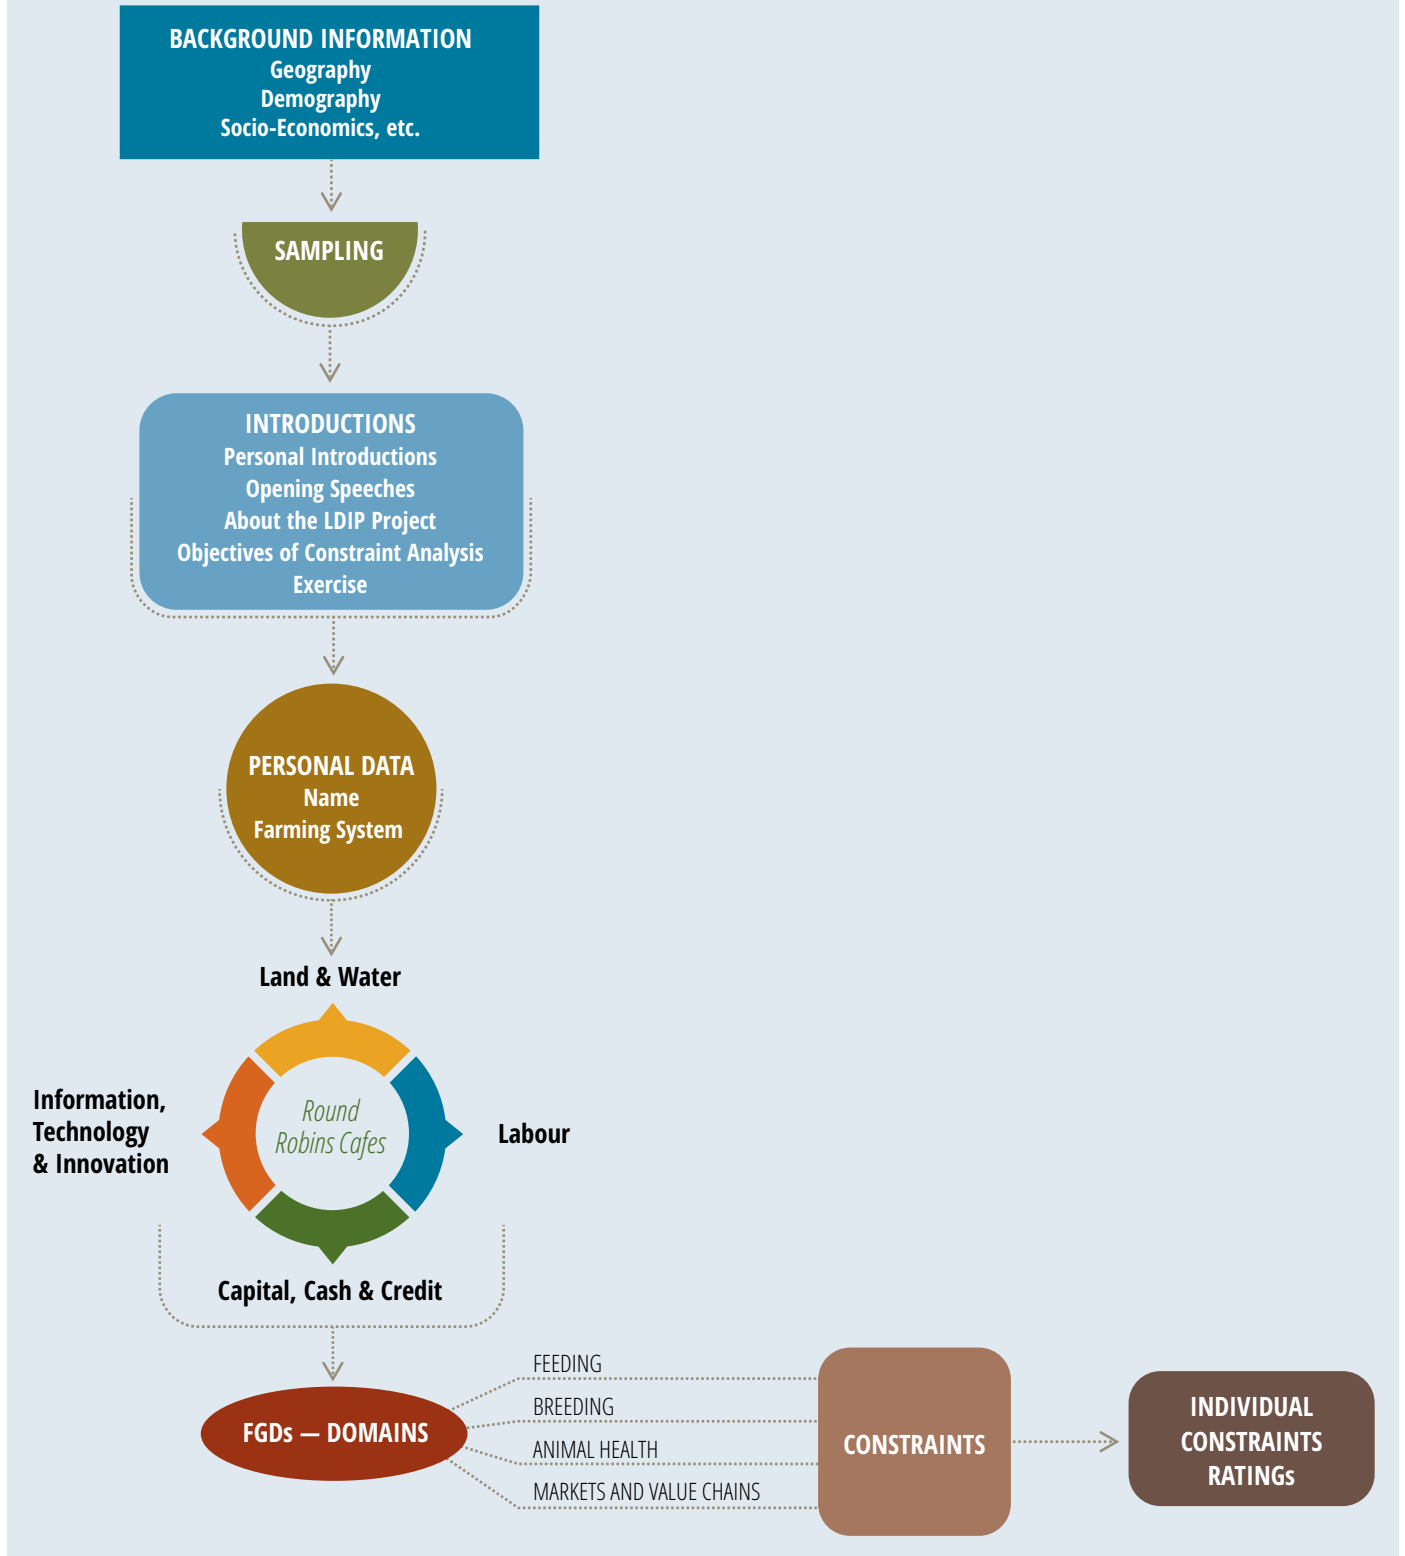 BACKGROUND INFORMATION
Geography
Demography
Socio-Economics, etc.
SAMPLING
INTRODUCTIONS
Personal Introductions
Opening Speeches
About the LDIP Project
Objectives of Constraint Analysis
Exercise
PERSONAL DATA
Name
Farming System
Land & Water
Information,
Technology
& Innovation
Round
Robins Cafes
Labour
Capital, Cash & Credit
FGDs — DOMAINS
FEEDING
BREEDING
ANIMAL HEALTH
MARKETS AND VALUE CHAINS
CONSTRAINTS
INDIVIDUAL
CONSTRAINTS
RATINGs